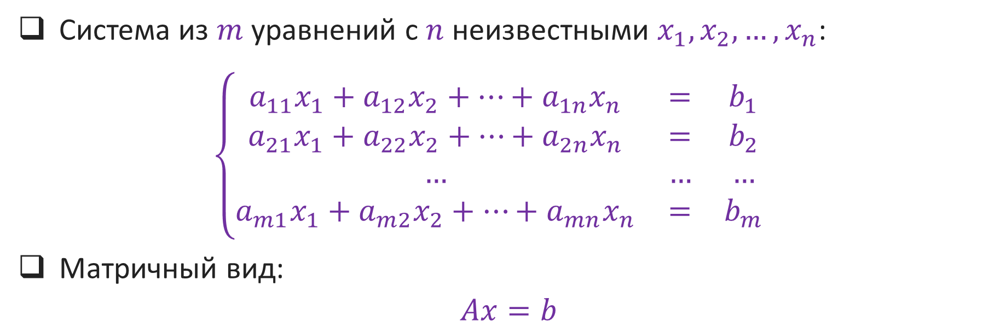 ❑ Система из m уравнений с n неизвестными x₁, x₂, … , xₙ:
a₁₁x₁ + a₁₂x₂ + ⋯ + a₁ₙxₙ = b₁
a₂₁x₁ + a₂₂x₂ + ⋯ + a₂ₙxₙ = b₂
… … …
aₘ₁x₁ + aₘ₂x₂ + ⋯ + aₘₙxₙ = bₘ
❑ Матричный вид:
Ax = b